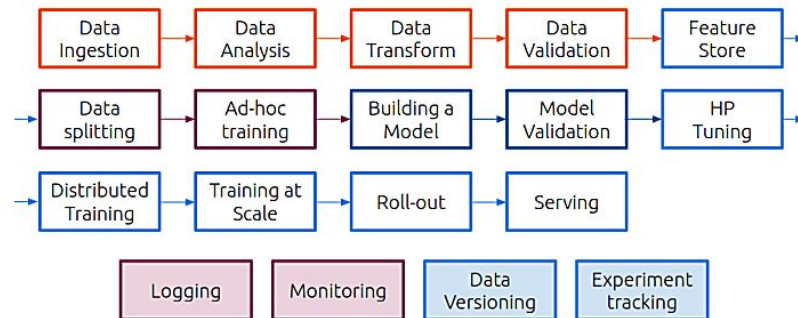 Data
Ingestion
Data
Analysis
Data
Transform
Data
Validation
Feature
Store
Data
splitting
Ad-hoc
training
Building a
Model
Model
Validation
HP
Tuning
Distributed
Training
Training at
Scale
Roll-out
Serving
Logging
Monitoring
Data
Versioning
Experiment
tracking